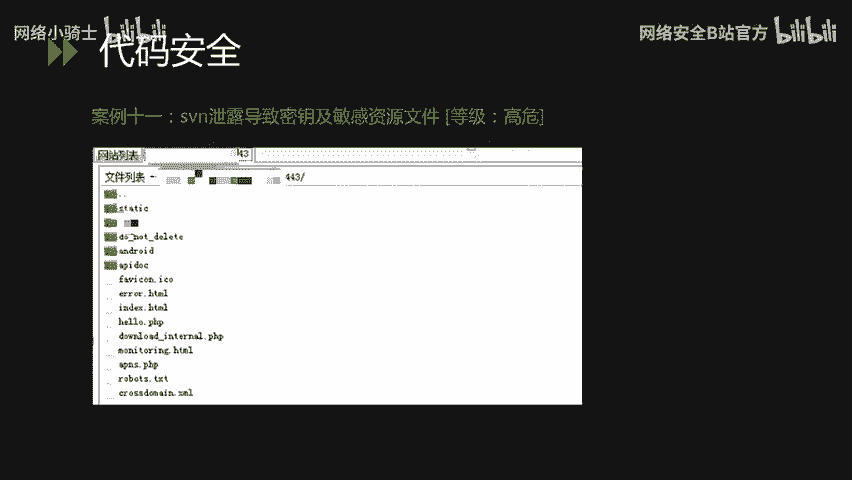 网络小骑士 bilibili
网络安全B站官方 bilibili
代码安全
案例十一：svn泄露导致密钥及敏感资源文件 [等级：高危]
网站列表 43
文件列表 443/
..
static
do_not_delete
android
apidoc
favicon.ico
error.html
index.html
hello.php
download_internal.php
monitoring.html
apns.php
robots.txt
crossdomain.xml